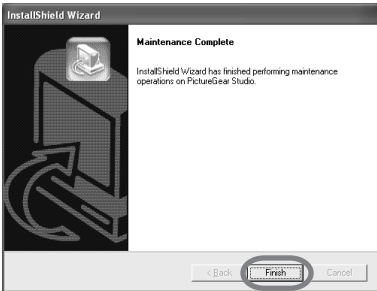 InstallShield Wizard
Maintenance Complete
InstallShield Wizard has finished performing maintenance
operations on PictureGear Studio.
< Back Finish Cancel